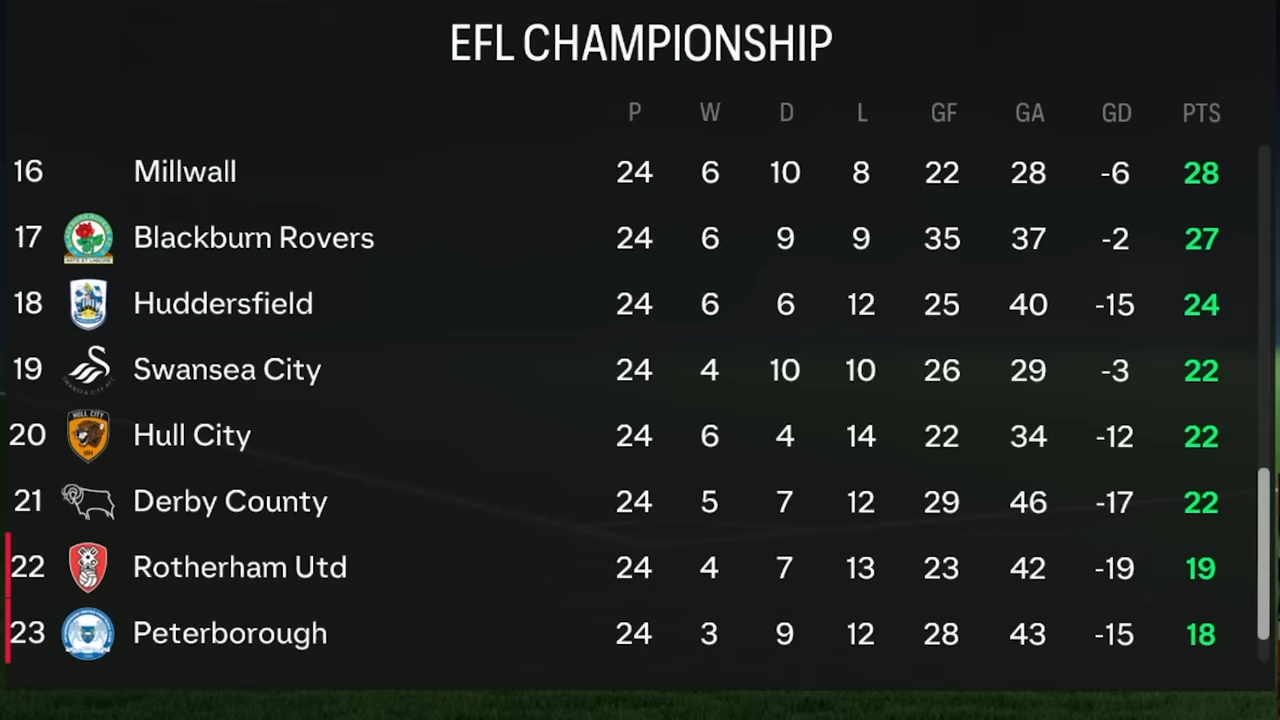 EFL CHAMPIONSHIP
P W D L GF GA GD PTS
16 Millwall 24 6 10 8 22 28 -6 28
17 Blackburn Rovers 24 6 9 9 35 37 -2 27
18 Huddersfield 24 6 6 12 25 40 -15 24
19 Swansea City 24 4 10 10 26 29 -3 22
20 Hull City 24 6 4 14 22 34 -12 22
21 Derby County 24 5 7 12 29 46 -17 22
22 Rotherham Utd 24 4 7 13 23 42 -19 19
23 Peterborough 24 3 9 12 28 43 -15 18